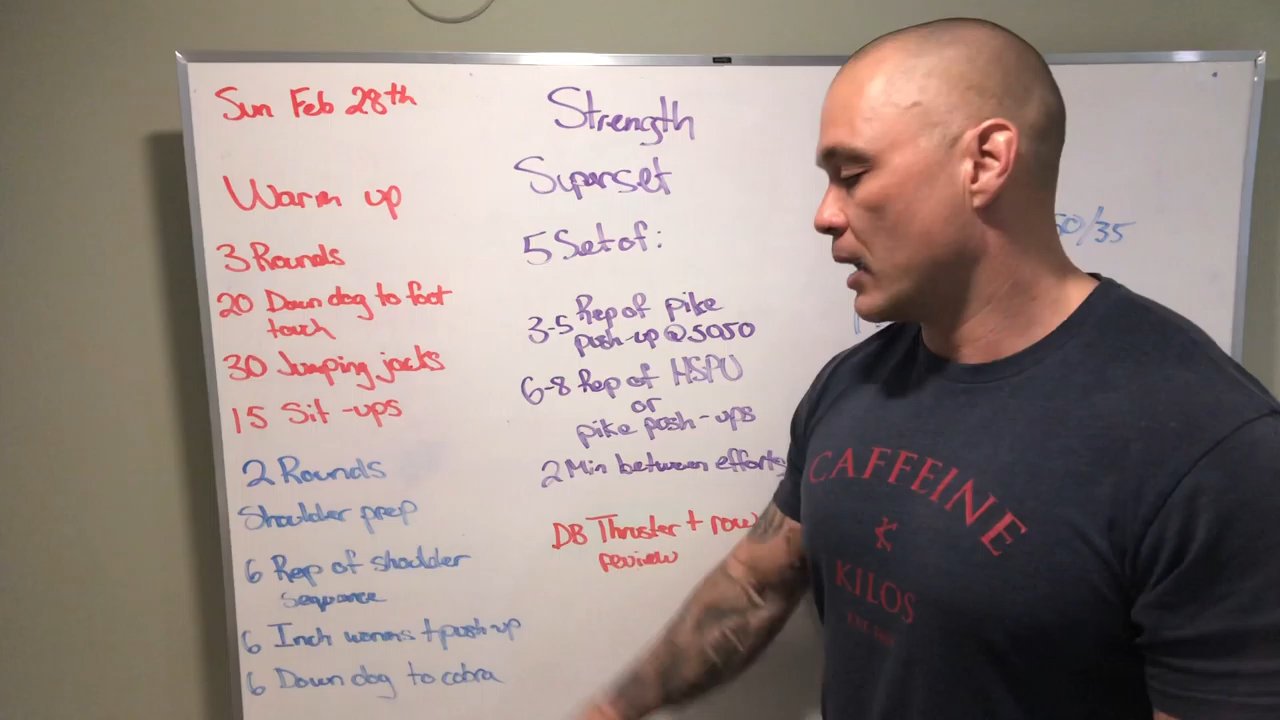 Sun Feb 28th
Warm up
3 Rounds
20 Down dog to foot
touch
30 Jumping jacks
15 Sit-ups
2 Rounds
Shoulder prep
6 Rep of shoulder
sequence
6 Inch worms + push-up
6 Down dog to cobra
Strength
Superset
5 Set of:
3-5 Rep of pike
push-up @5050
6-8 Rep of HSPU
or
pike push-ups
2 Min between efforts
DB Thruster + row
review
50/35
CAFFEINE
K
KILOS